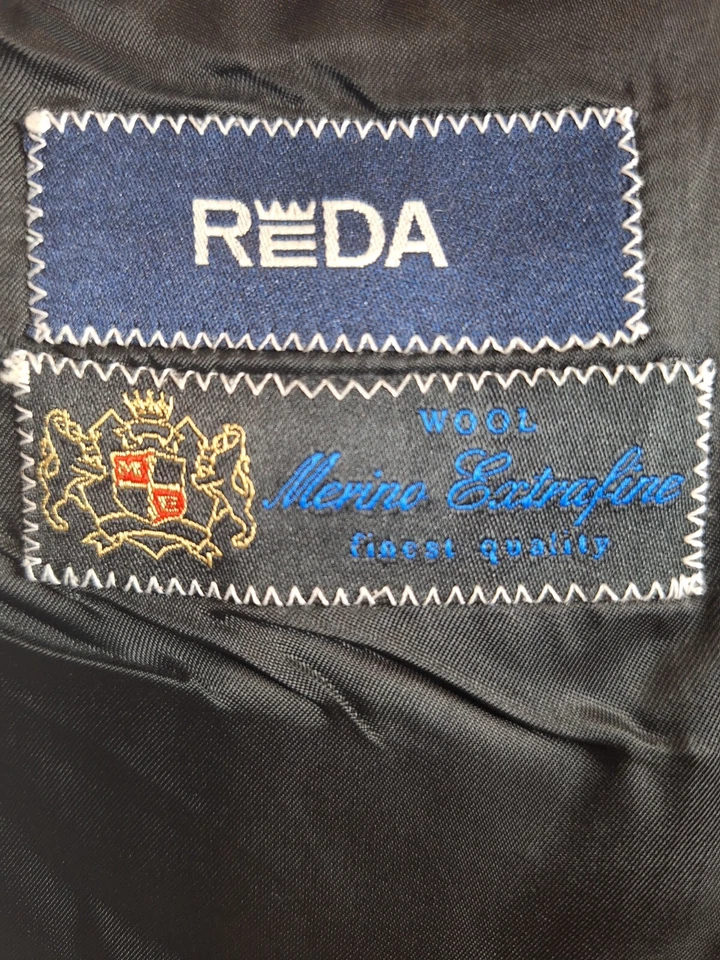 REDA
WOOL
Merino Extrafine
finest quality
M
E